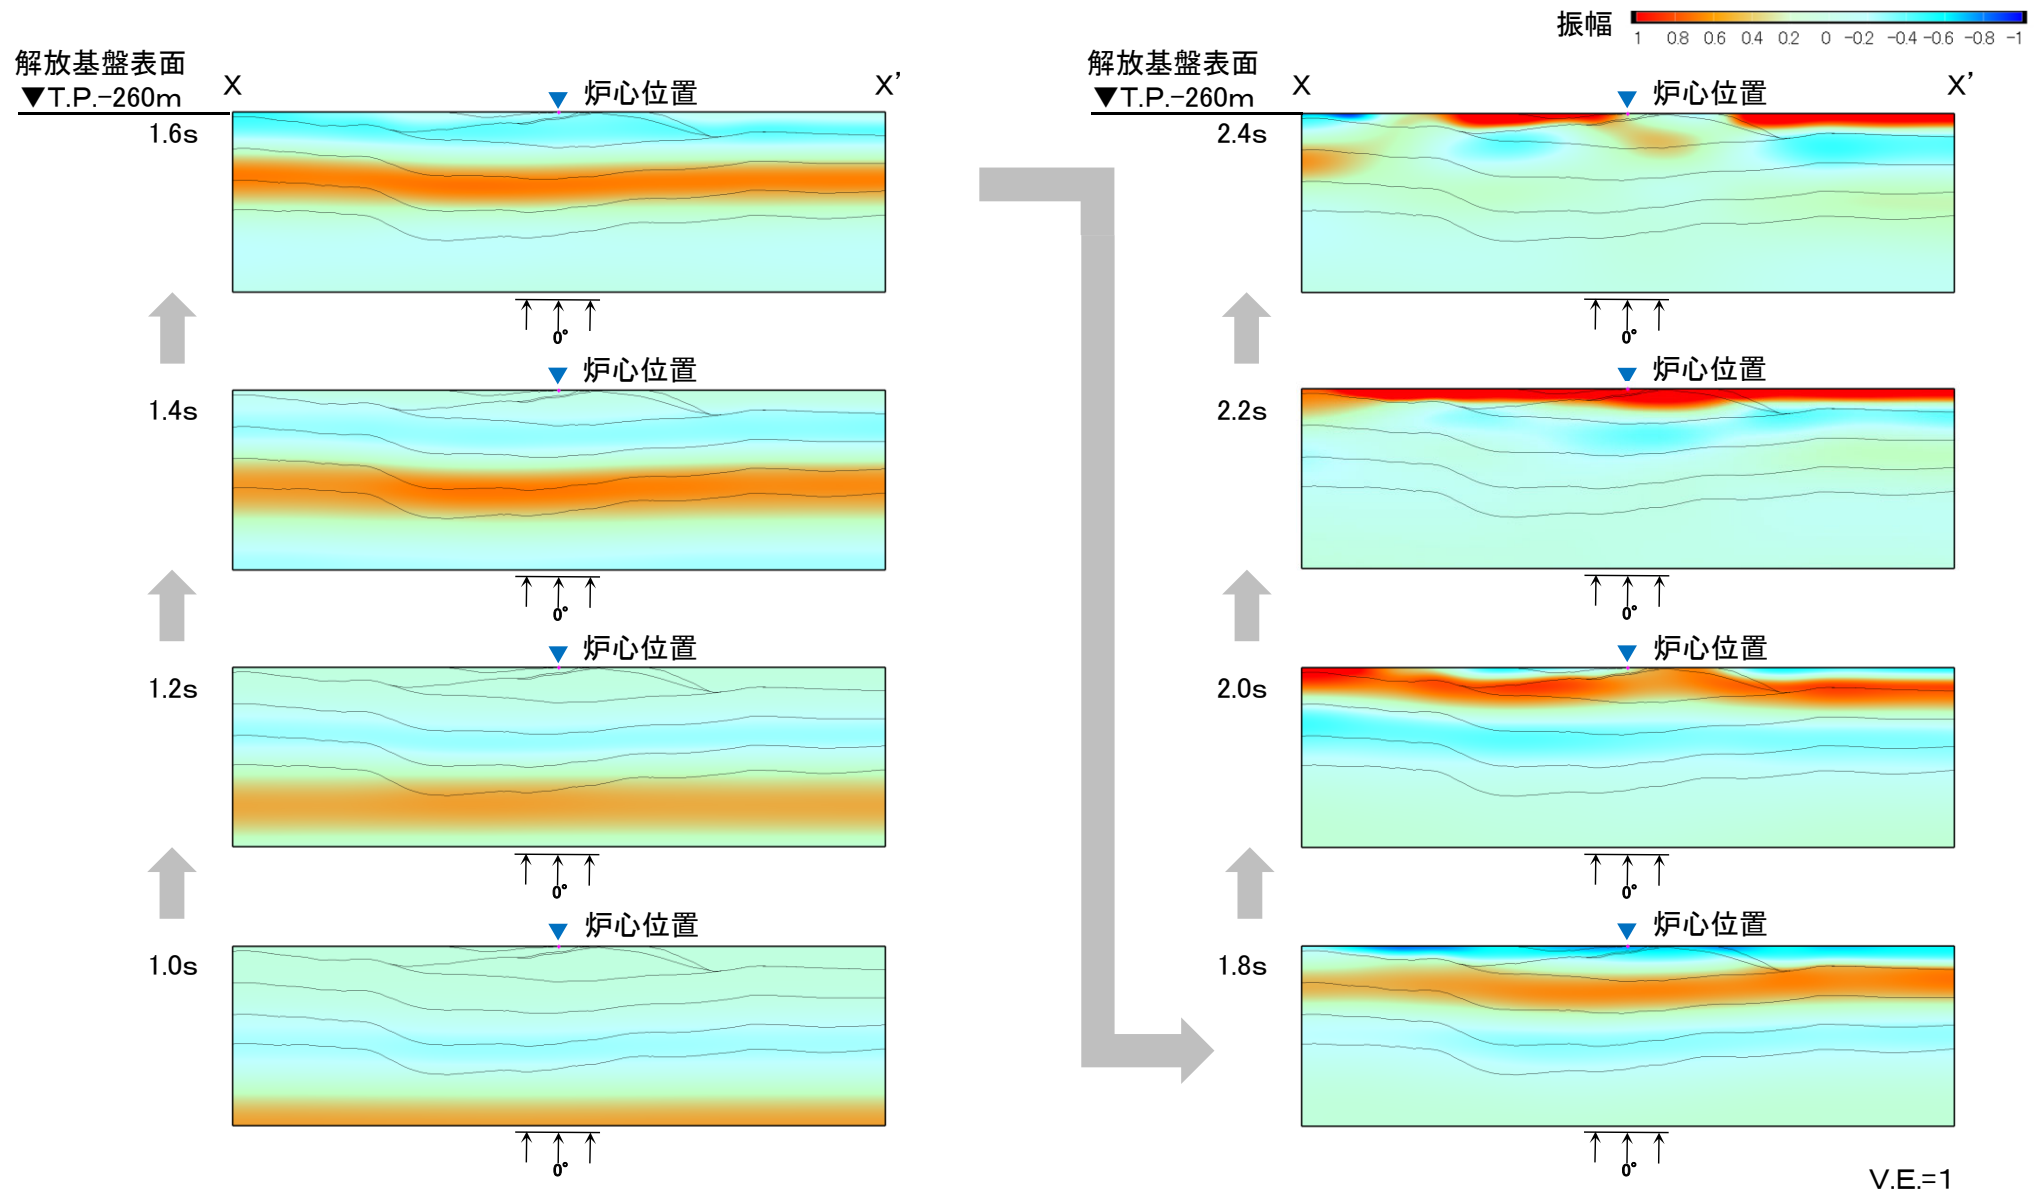 振幅
1 0.8 0.6 0.4 0.2 0 -0.2 -0.4 -0.6 -0.8 -1
解放基盤表面
▼T.P.-260m
X
炉心位置
X’
1.6s
0°
炉心位置
1.4s
0°
炉心位置
1.2s
0°
炉心位置
1.0s
0°
解放基盤表面
▼T.P.-260m
X
炉心位置
X’
2.4s
0°
炉心位置
2.2s
0°
炉心位置
2.0s
0°
炉心位置
1.8s
0°
V.E.=1